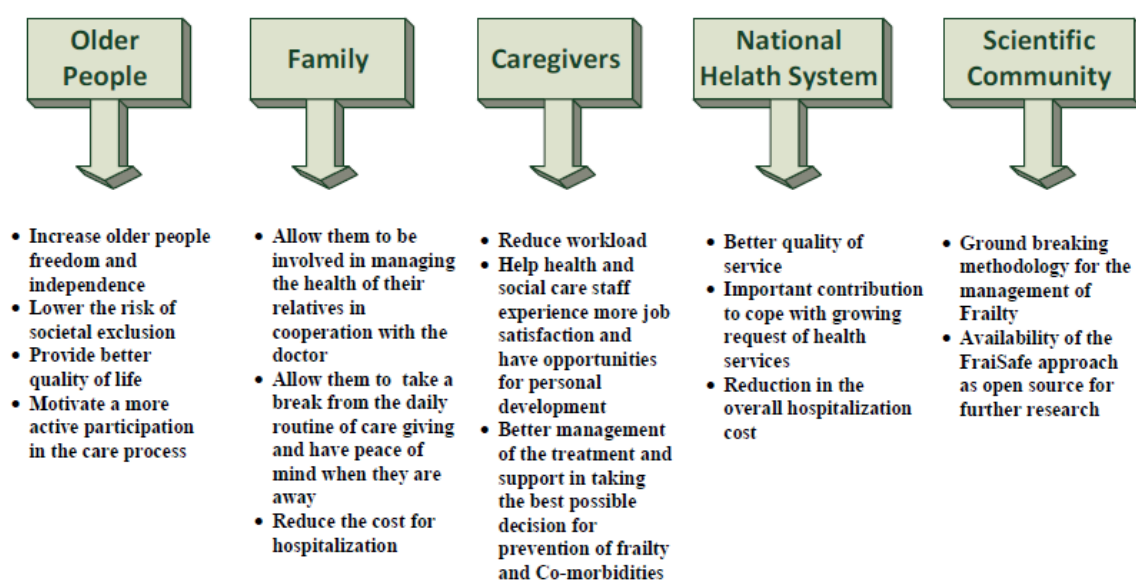 Older
People
Family
Caregivers
National
Helath System
Scientific
Community
• Increase older people
freedom and
independence
• Lower the risk of
societal exclusion
• Provide better
quality of life
• Motivate a more
active participation
in the care process
• Allow them to be
involved in managing
the health of their
relatives in
cooperation with the
doctor
• Allow them to take a
break from the daily
routine of care giving
and have peace of
mind when they are
away
• Reduce the cost for
hospitalization
• Reduce workload
• Help health and
social care staff
experience more job
satisfaction and
have opportunities
for personal
development
• Better management
of the treatment and
support in taking
the best possible
decision for
prevention of frailty
and Co-morbidities
• Better quality of
service
• Important contribution
to cope with growing
request of health
services
• Reduction in the
overall hospitalization
cost
• Ground breaking
methodology for the
management of
Frailty
• Availability of the
FraiSafe approach
as open source for
further research